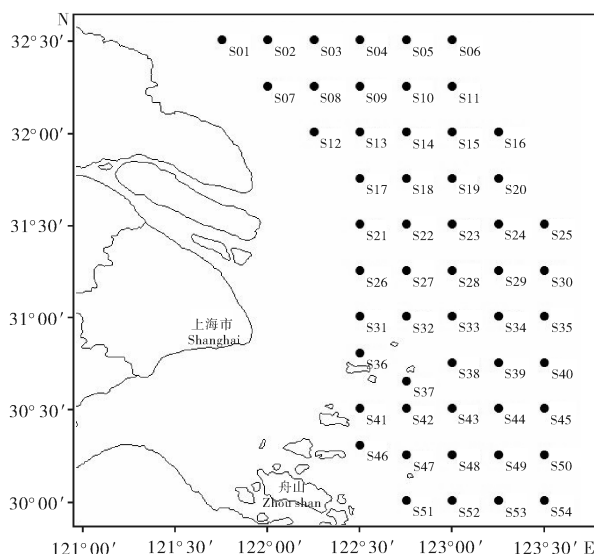 N
32°30′
S01 S02 S03 S04 S05 S06
S07 S08 S09 S10 S11
32°00′
S12 S13 S14 S15 S16
S17 S18 S19 S20
31°30′
S21 S22 S23 S24 S25
S26 S27 S28 S29 S30
31°00′
上海市
S31 S32 S33 S34 S35
Shanghai
S36
S38 S39 S40
S37
30°30′
S41 S42 S43 S44 S45
S46
S47 S48 S49 S50
舟山
30°00′
Zhoushan
S51 S52 S53 S54
121°00′ 121°30′ 122°00′ 122°30′ 123°00′ 123°30′ E